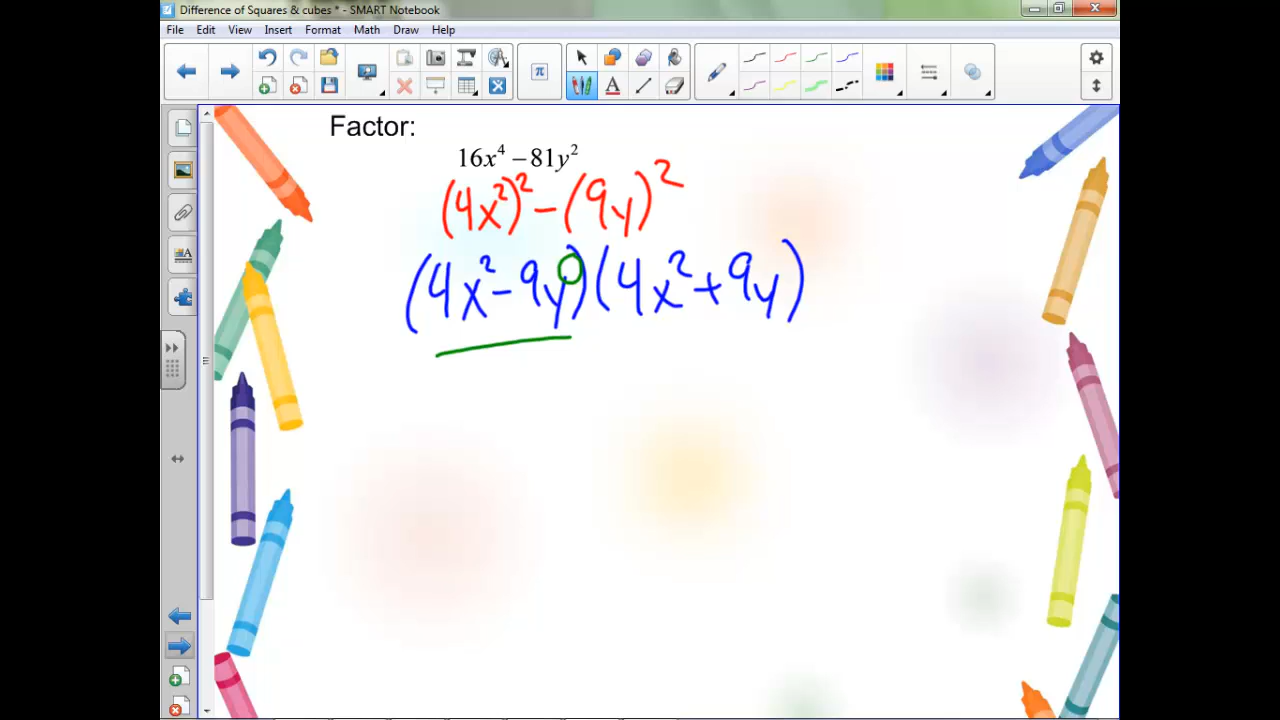 Difference of Squares & cubes * - SMART Notebook
File Edit View Insert Format Math Draw Help
π
A
Factor:
16x⁴ – 81y²
(4x²)² – (9y)²
(4x² – 9y)(4x² + 9y)